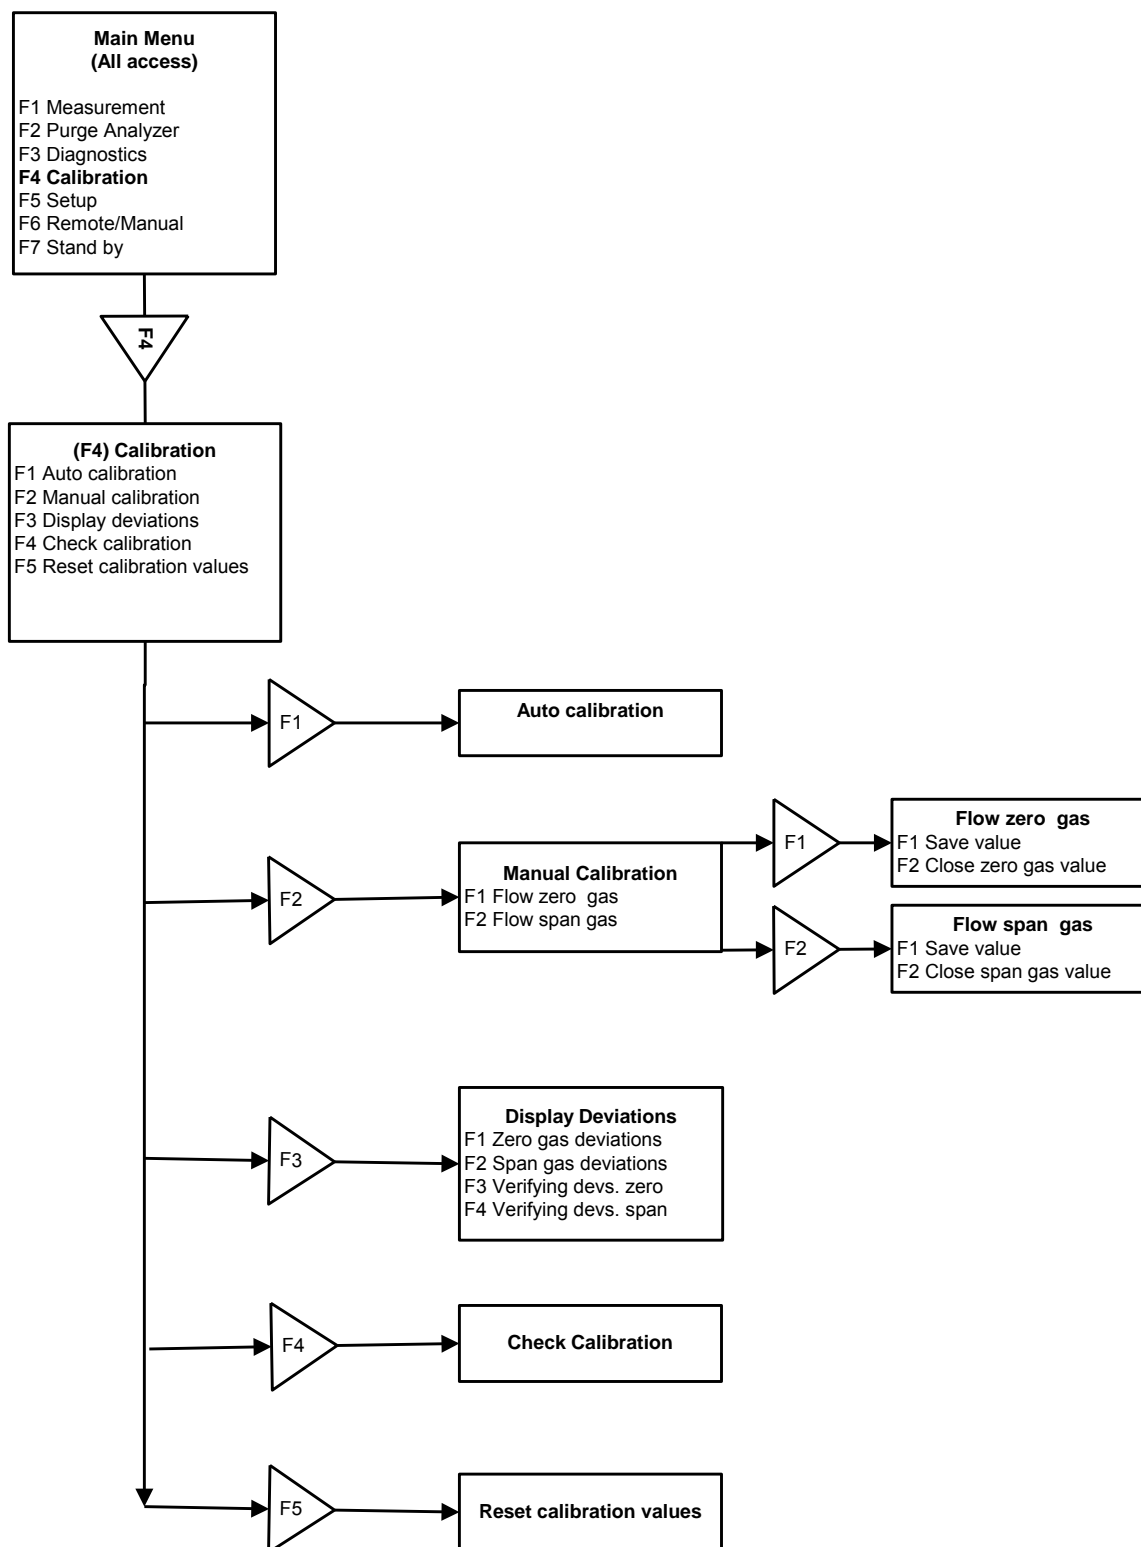 Main Menu
(All access)
F1 Measurement
F2 Purge Analyzer
F3 Diagnostics
F4 Calibration
F5 Setup
F6 Remote/Manual
F7 Stand by
F4
(F4) Calibration
F1 Auto calibration
F2 Manual calibration
F3 Display deviations
F4 Check calibration
F5 Reset calibration values
F1
Auto calibration
F2
Manual Calibration
F1 Flow zero gas
F2 Flow span gas
F1
Flow zero gas
F1 Save value
F2 Close zero gas value
F2
Flow span gas
F1 Save value
F2 Close span gas value
F3
Display Deviations
F1 Zero gas deviations
F2 Span gas deviations
F3 Verifying devs. zero
F4 Verifying devs. span
F4
Check Calibration
F5
Reset calibration values